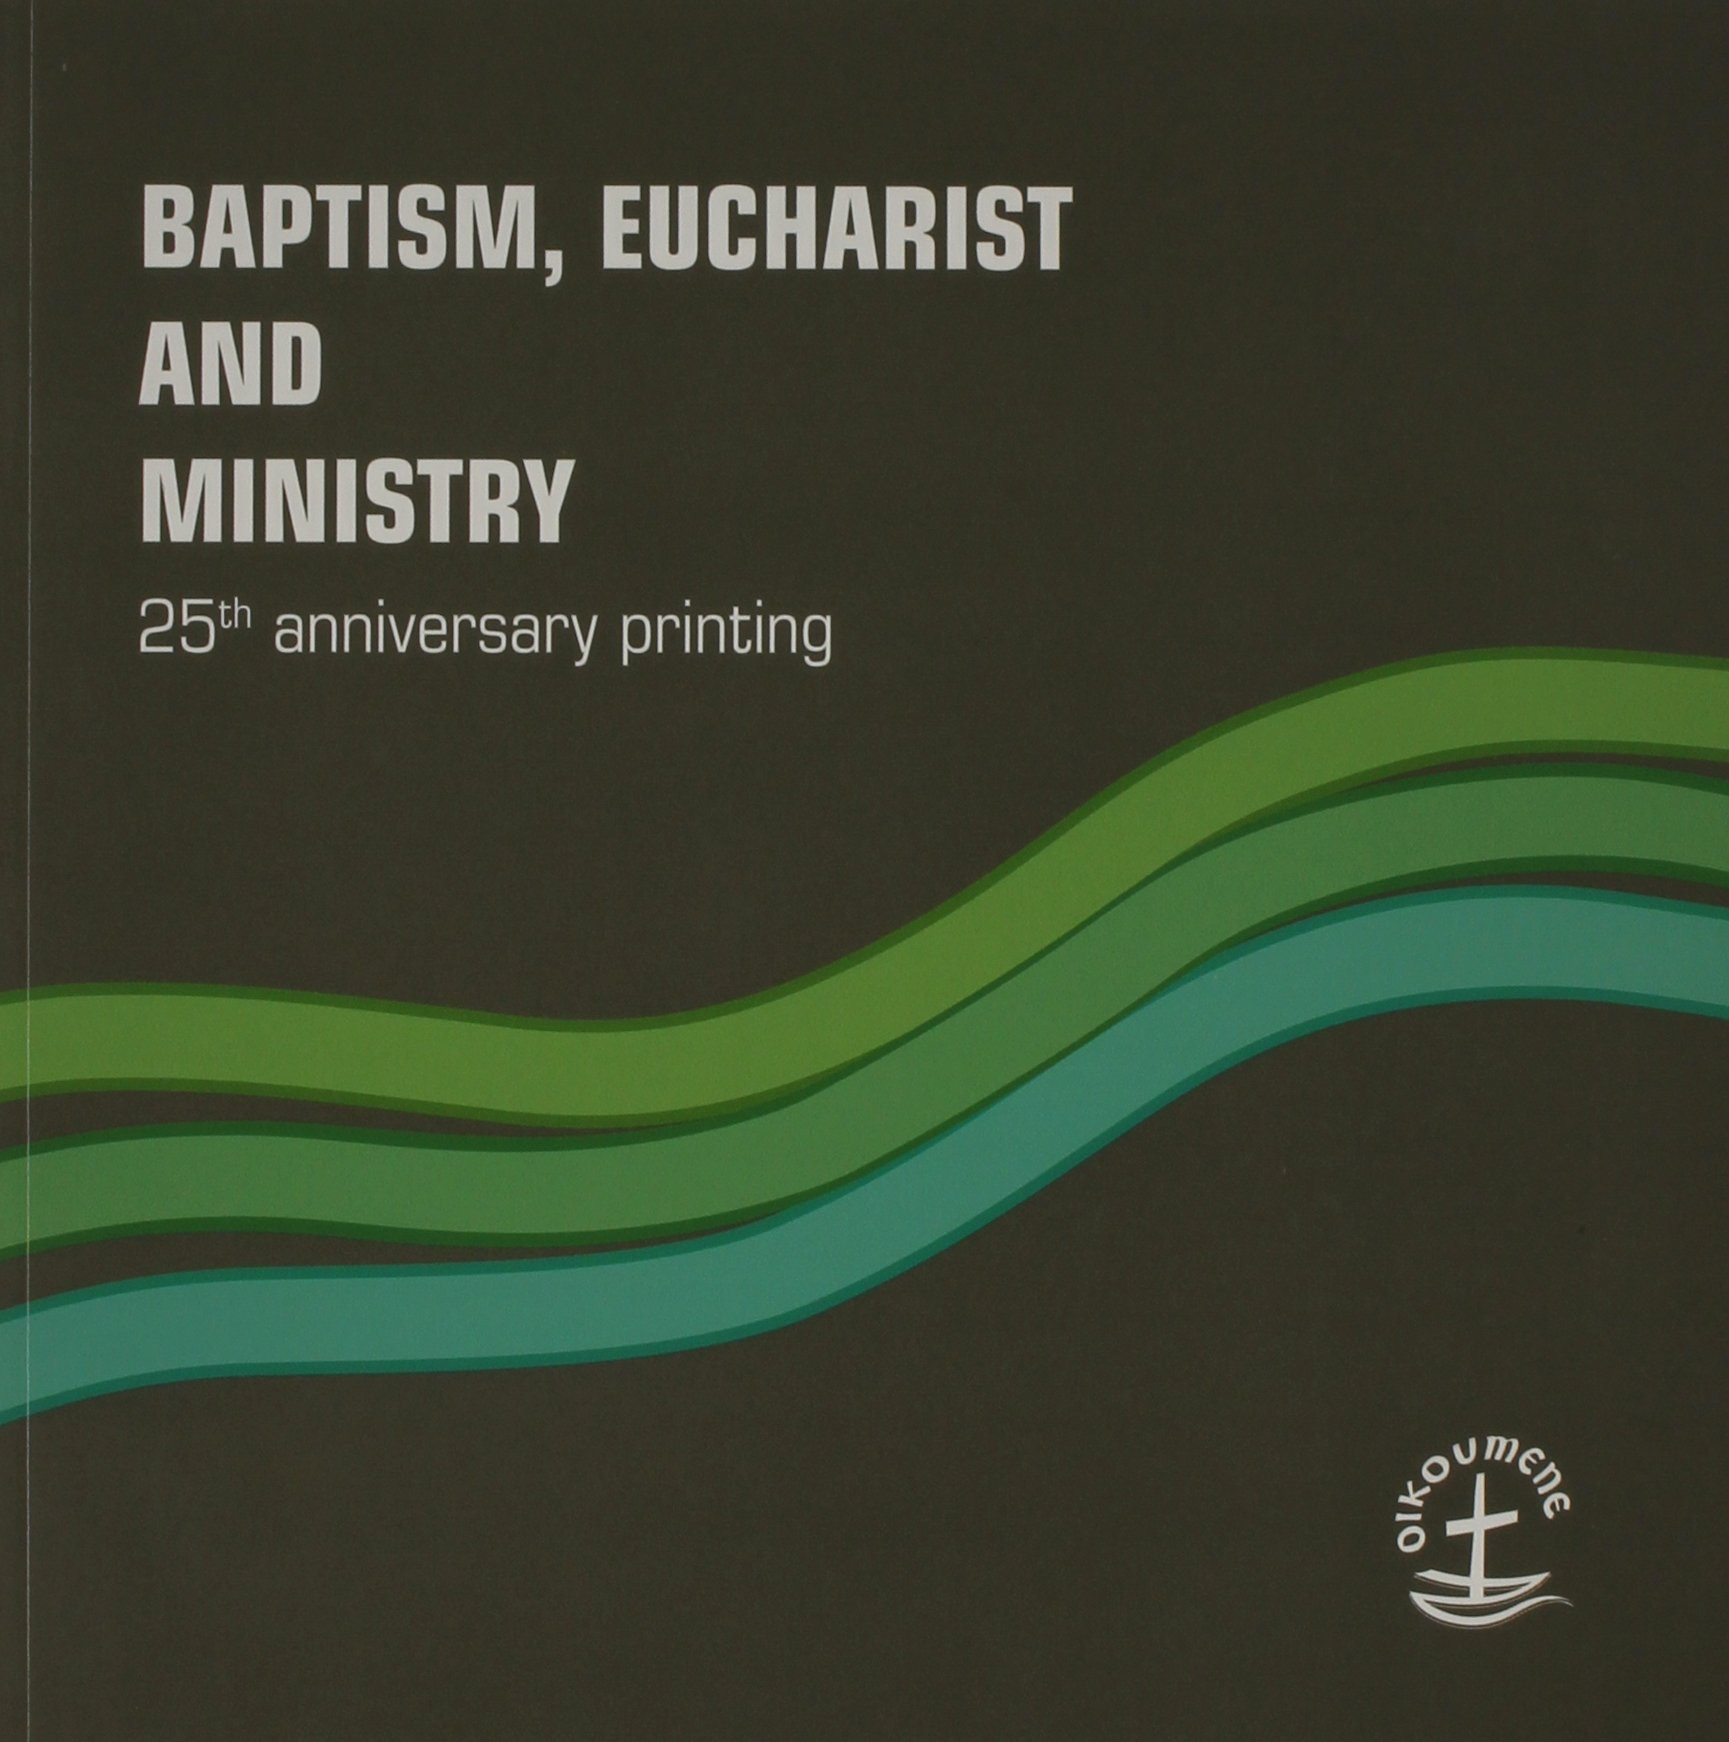 BAPTISM, EUCHARIST
AND
MINISTRY
25th anniversary printing
OIKOUMENE